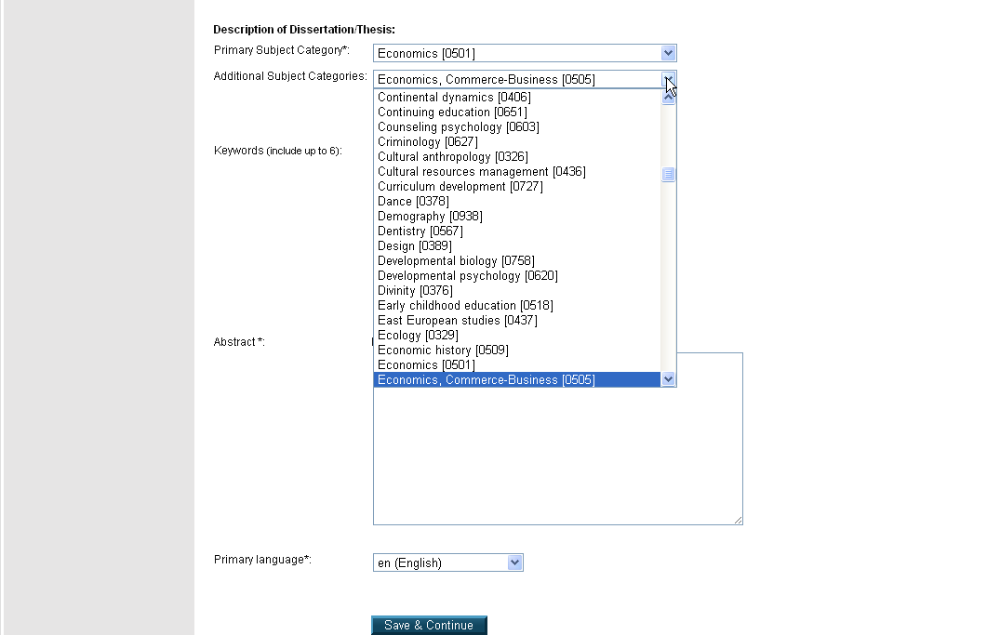 Description of Dissertation/Thesis:
Primary Subject Category*:
Economics [0501]
Additional Subject Categories:
Economics, Commerce-Business [0505]
Continental dynamics [0406]
Continuing education [0651]
Counseling psychology [0603]
Keywords (include up to 6):
Criminology [0627]
Cultural anthropology [0326]
Cultural resources management [0436]
Curriculum development [0727]
Dance [0378]
Demography [0938]
Dentistry [0567]
Design [0389]
Developmental biology [0758]
Developmental psychology [0620]
Divinity [0376]
Early childhood education [0518]
East European studies [0437]
Ecology [0329]
Abstract *:
Economic history [0509]
Economics [0501]
Economics, Commerce-Business [0505]
Primary language*:
en (English)
Save & Continue